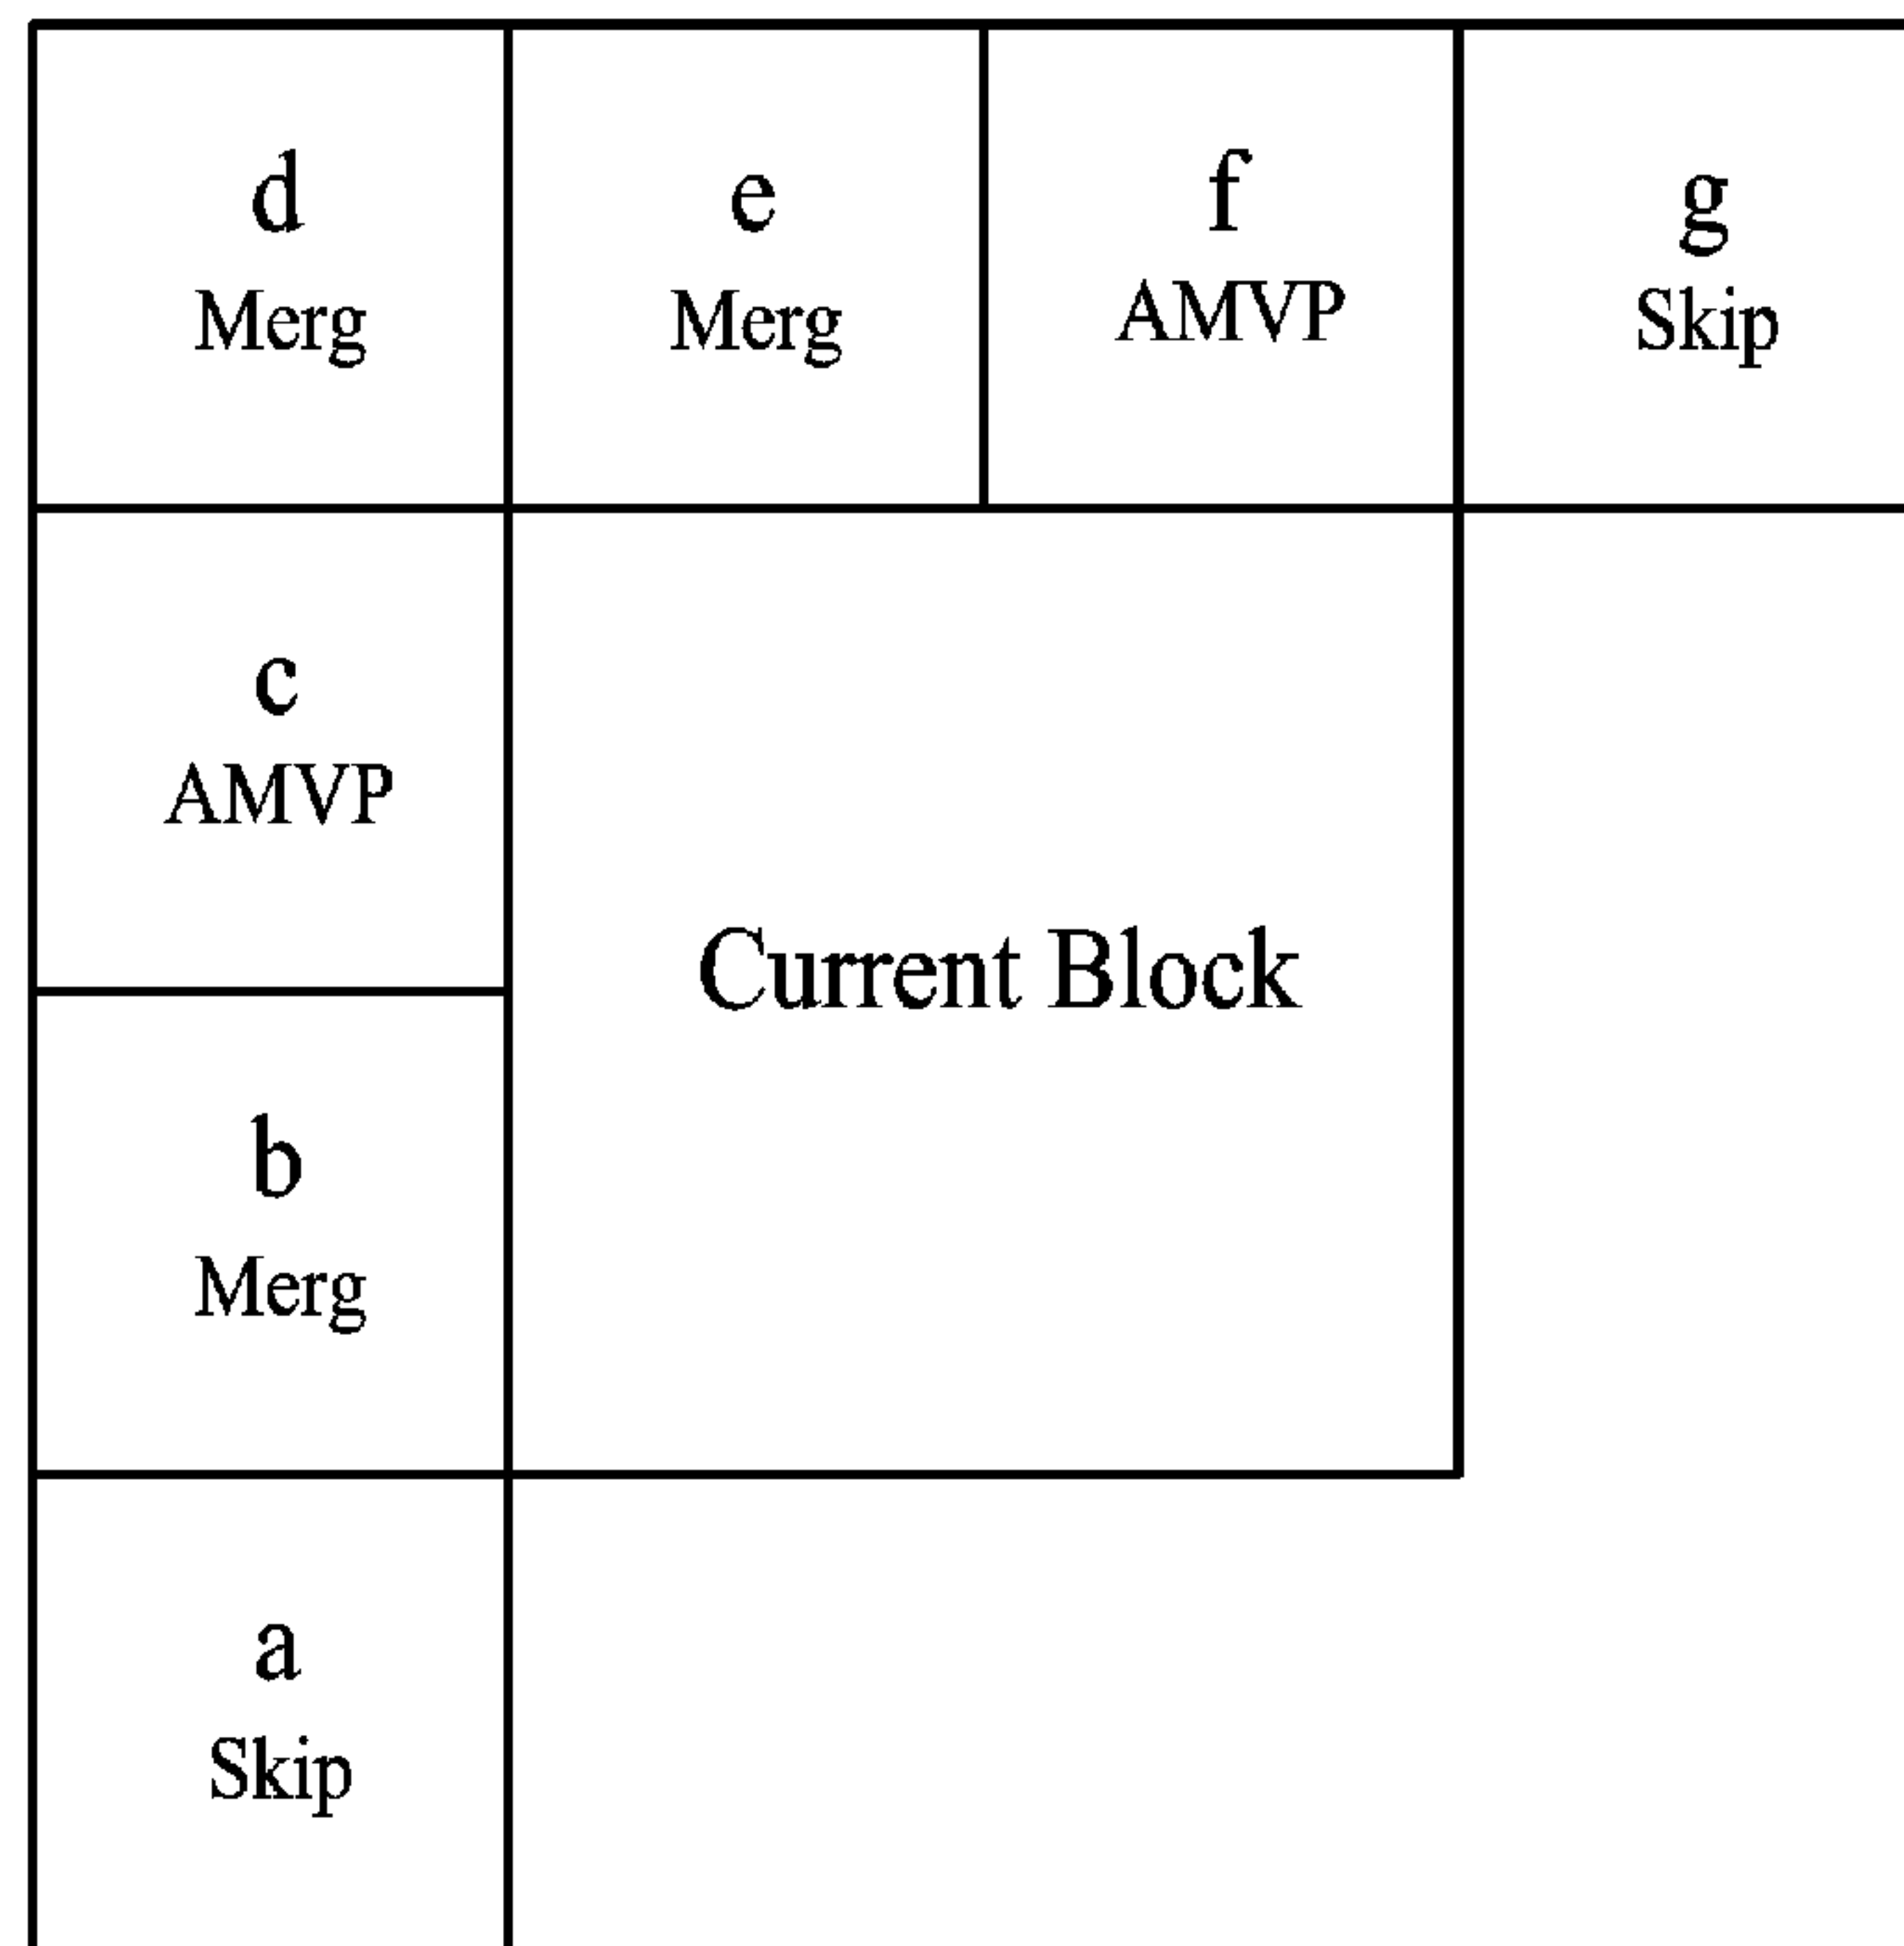 d
Merg
e
Merg
f
AMVP
g
Skip
c
AMVP
Current Block
b
Merg
a
Skip